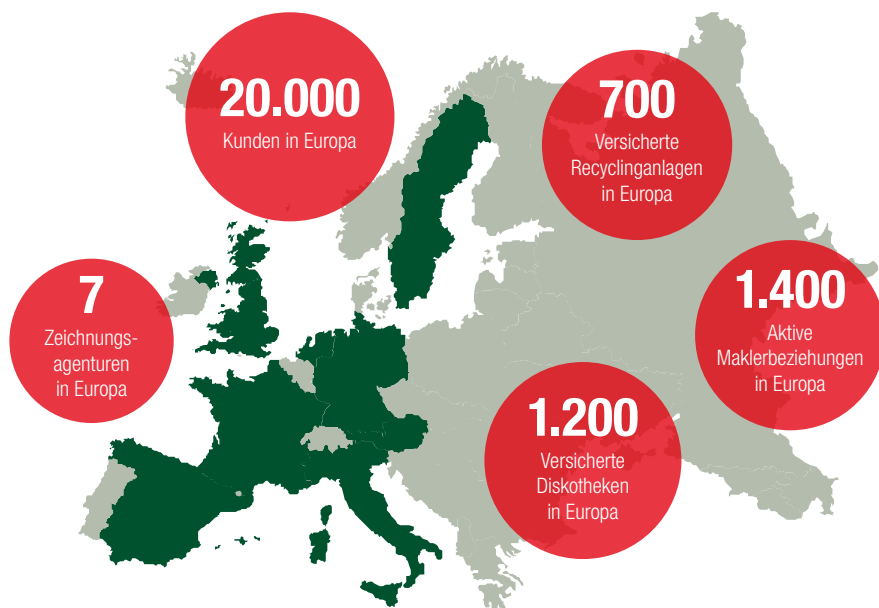 20.000
Kunden in Europa
700
Versicherte
Recyclinganlagen
in Europa
7
Zeichnungs-
agenturen
in Europa
1.400
Aktive
Maklerbeziehungen
in Europa
1.200
Versicherte
Diskotheken
in Europa